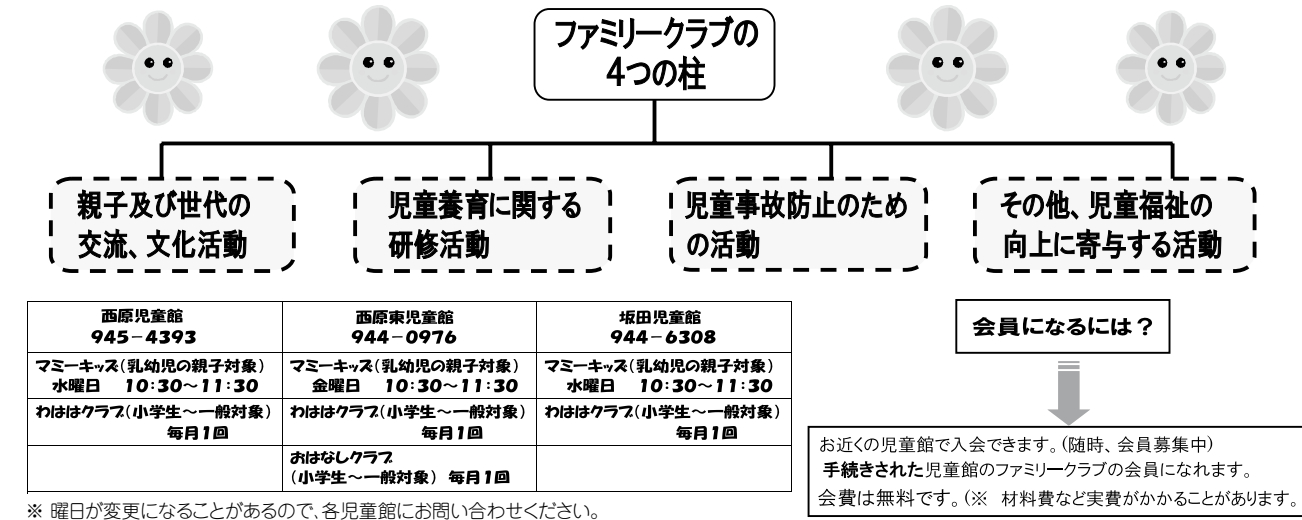 ファミリークラブの
4つの柱
親子及び世代の
交流、文化活動
児童養育に関する
研修活動
児童事故防止のため
の活動
その他、児童福祉の
向上に寄与する活動
西原児童館
945-4393
西原東児童館
944-0976
坂田児童館
944-6308
マミーキッズ(乳幼児の親子対象)
水曜日 10:30~11:30
マミーキッズ(乳幼児の親子対象)
金曜日 10:30~11:30
マミーキッズ(乳幼児の親子対象)
水曜日 10:30~11:30
わははクラブ(小学生~一般対象)
毎月1回
わははクラブ(小学生~一般対象)
毎月1回
わははクラブ(小学生~一般対象)
毎月1回
おはなしクラブ
(小学生~一般対象) 毎月1回
※ 曜日が変更になることがあるので、各児童館にお問い合わせください。
会員になるには?
お近くの児童館で入会できます。(随時、会員募集中)
手続きされた児童館のファミリークラブの会員になれます。
会費は無料です。(※ 材料費など実費がかかることがあります。